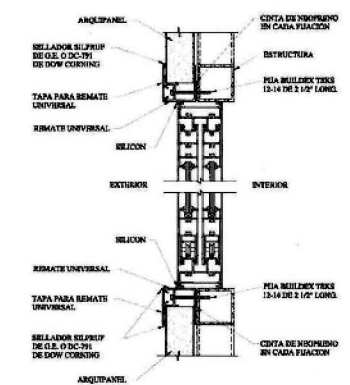 ARQUIPANEL
CINTA DE NEOPRENO
EN CADA FIJACION
SELLADOR SILPRUF
DE G.E. O DC-791
DE DOW CORNING
ESTRUCTURA
TAPA PARA REMATE
UNIVERSAL
PIJA BUILDEX TEKS
12-14 DE 2 1/2" LONG.
REMATE UNIVERSAL
SILICON
EXTERIOR
INTERIOR
SILICON
REMATE UNIVERSAL
PIJA BUILDEX TEKS
12-14 DE 2 1/2" LONG.
TAPA PARA REMATE
UNIVERSAL
SELLADOR SILPRUF
DE G.E. O DC-791
DE DOW CORNING
CINTA DE NEOPRENO
EN CADA FIJACION
ARQUIPANEL